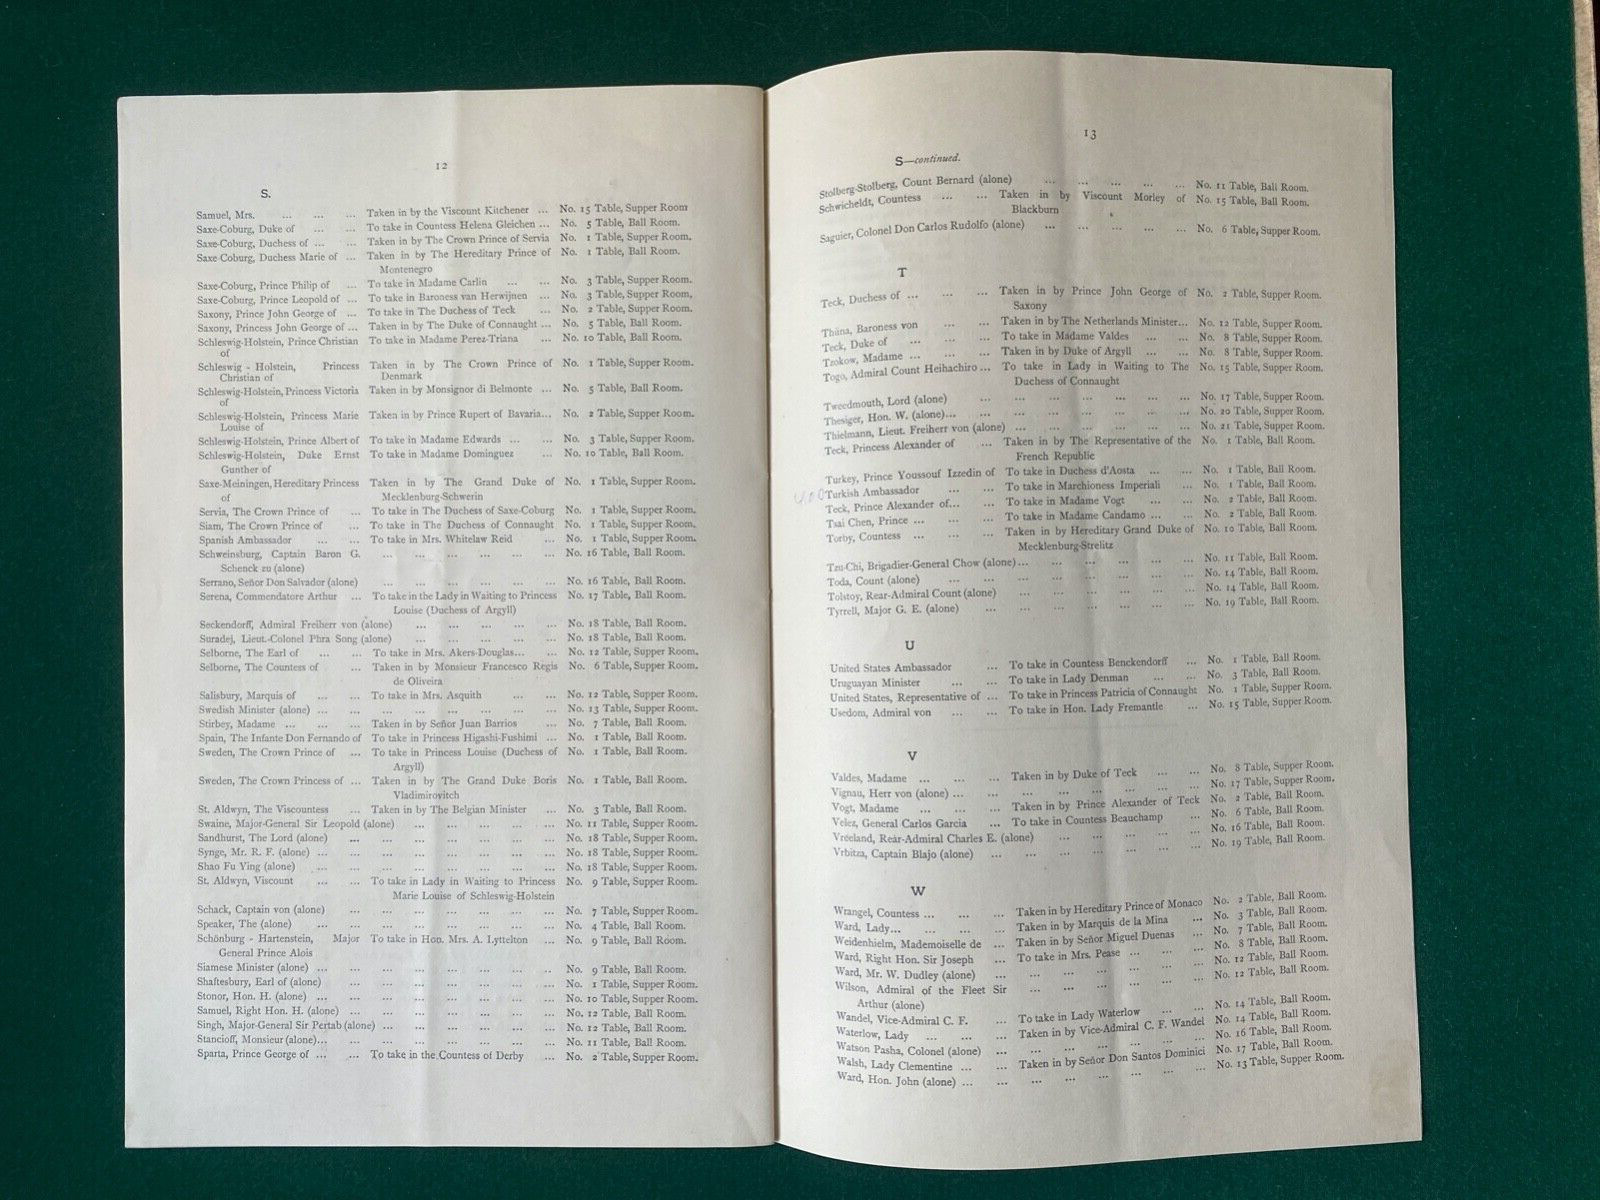 12
S.
Samuel, Mrs. ... ... ... Taken in by the Viscount Kitchener ... No. 15 Table, Supper Room
Saxe-Coburg, Duke of ... ... To take in Countess Helena Gleichen ... No. 5 Table, Ball Room.
Saxe-Coburg, Duchess of ... ... Taken in by The Crown Prince of Servia No. 1 Table, Supper Room.
Saxe-Coburg, Duchess Marie of ... Taken in by The Hereditary Prince of No. 1 Table, Ball Room.
Montenegro
Saxe-Coburg, Prince Philip of ... To take in Madame Carlin ... ... No. 3 Table, Supper Room.
Saxe-Coburg, Prince Leopold of ... To take in Baroness van Herwijnen ... No. 3 Table, Supper Room.
Saxony, Prince John George of ... To take in The Duchess of Teck ... No. 2 Table, Supper Room.
Saxony, Princess John George of ... Taken in by The Duke of Connaught ... No. 5 Table, Ball Room.
Schleswig-Holstein, Prince Christian To take in Madame Perez-Triana ... No. 10 Table, Ball Room.
of
Schleswig - Holstein, Princess Taken in by The Crown Prince of No. 1 Table, Supper Room.
Christian of Denmark
Schleswig-Holstein, Princess Victoria Taken in by Monsignor di Belmonte ... No. 5 Table, Ball Room.
of
Schleswig-Holstein, Princess Marie Taken in by Prince Rupert of Bavaria... No. 2 Table, Supper Room.
Louise of
Schleswig-Holstein, Prince Albert of To take in Madame Edwards ... ... No. 3 Table, Supper Room.
Schleswig-Holstein, Duke Ernst To take in Madame Dominguez ... No. 10 Table, Ball Room.
Gunther of
Saxe-Meiningen, Hereditary Princess Taken in by The Grand Duke of No. 1 Table, Supper Room.
of Mecklenburg-Schwerin
Servia, The Crown Prince of ... To take in The Duchess of Saxe-Coburg No. 1 Table, Supper Room.
Siam, The Crown Prince of ... To take in The Duchess of Connaught No. 1 Table, Supper Room.
Spanish Ambassador ... ... To take in Mrs. Whitelaw Reid ... No. 1 Table, Supper Room.
Schweinsburg, Captain Baron G. ... ... ... ... ... ... No. 16 Table, Ball Room.
Schenck zu (alone)
Serrano, Señor Don Salvador (alone) ... ... ... ... ... ... No. 16 Table, Ball Room.
Serena, Commendatore Arthur ... To take in the Lady in Waiting to Princess No. 17 Table, Ball Room.
Louise (Duchess of Argyll)
Seckendorff, Admiral Freiherr von (alone) ... ... ... ... ... No. 18 Table, Ball Room.
Suradej, Lieut.-Colonel Phra Song (alone) ... ... ... ... ... No. 18 Table, Ball Room.
Selborne, The Earl of ... ... To take in Mrs. Akers-Douglas... ... No. 12 Table, Supper Room.
Selborne, The Countess of ... Taken in by Monsieur Francesco Regis No. 6 Table, Supper Room.
de Oliveira
Salisbury, Marquis of ... ... To take in Mrs. Asquith ... ... No. 12 Table, Supper Room.
Swedish Minister (alone) ... ... ... ... ... ... ... ... No. 13 Table, Supper Room.
Stirbey, Madame ... ... ... Taken in by Señor Juan Barrios ... No. 7 Table, Ball Room.
Spain, The Infante Don Fernando of To take in Princess Higashi-Fushimi ... No. 1 Table, Ball Room.
Sweden, The Crown Prince of ... To take in Princess Louise (Duchess of No. 1 Table, Ball Room.
Argyll)
Sweden, The Crown Princess of ... Taken in by The Grand Duke Boris No. 1 Table, Ball Room.
Vladimirovitch
St. Aldwyn, The Viscountess ... Taken in by The Belgian Minister ... No. 3 Table, Ball Room.
Swaine, Major-General Sir Leopold (alone) ... ... ... ... ... No. 11 Table, Supper Room.
Sandhurst, The Lord (alone) ... ... ... ... ... ... ... No. 18 Table, Supper Room.
Synge, Mr. R. F. (alone) ... ... ... ... ... ... ... ... No. 18 Table, Supper Room.
Shao Fu Ying (alone) ... ... ... ... ... ... ... No. 18 Table, Supper Room.
St. Aldwyn, Viscount ... ... To take in Lady in Waiting to Princess No. 9 Table, Supper Room.
Marie Louise of Schleswig-Holstein
Schack, Captain von (alone) ... ... ... ... ... ... ... No. 7 Table, Supper Room.
Speaker, The (alone) ... ... ... ... ... ... ... No. 4 Table, Ball Room.
Schönburg - Hartenstein, Major To take in Hon. Mrs. A. Lyttelton ... No. 9 Table, Ball Room.
General Prince Alois
Siamese Minister (alone) ... ... ... ... ... ... ... ... No. 9 Table, Ball Room.
Shaftesbury, Earl of (alone) ... ... ... ... ... ... ... No. 1 Table, Supper Room.
Stonor, Hon. H. (alone) ... ... ... ... ... ... ... ... No. 10 Table, Supper Room.
Samuel, Right Hon. H. (alone) ... ... ... ... ... ... ... No. 12 Table, Supper Room.
Singh, Major-General Sir Pertab (alone) ... ... ... ... ... ... No. 12 Table, Ball Room.
Stancioff, Monsieur (alone)... ... ... ... ... ... ... ... No. 11 Table, Ball Room.
Sparta, Prince George of ... ... To take in the Countess of Derby ... No. 2 Table, Supper Room.
13
S—continued.
Stolberg-Stolberg, Count Bernard (alone) ... ... ... ... ... No. 11 Table, Ball Room.
Schwicheldt, Countess ... ... Taken in by Viscount Morley of No. 15 Table, Ball Room.
Blackburn
Saguier, Colonel Don Carlos Rudolfo (alone) ... ... ... ... ... No. 6 Table, Supper Room.
T
Teck, Duchess of ... ... ... Taken in by Prince John George of No. 2 Table, Supper Room.
Saxony
Thüna, Baroness von ... ... Taken in by The Netherlands Minister... No. 12 Table, Supper Room.
Teck, Duke of ... ... ... To take in Madame Valdes ... ... No. 8 Table, Supper Room.
Tzokow, Madame ... ... ... Taken in by Duke of Argyll ... ... No. 8 Table, Supper Room.
Togo, Admiral Count Heihachiro ... To take in Lady in Waiting to The No. 15 Table, Supper Room.
Duchess of Connaught
Tweedmouth, Lord (alone) ... ... ... ... ... ... No. 17 Table, Supper Room.
Thesiger, Hon. W. (alone)... ... ... ... ... ... ... No. 20 Table, Supper Room.
Thielmann, Lieut. Freiherr von (alone) ... ... ... ... ... ... No. 21 Table, Supper Room.
Teck, Princess Alexander of ... Taken in by The Representative of the No. 1 Table, Ball Room.
French Republic
Turkey, Prince Youssouf Izzedin of To take in Duchess d'Aosta ... ... No. 1 Table, Ball Room.
Turkish Ambassador ... ... To take in Marchioness Imperiali ... No. 1 Table, Ball Room.
Teck, Prince Alexander of... ... To take in Madame Vogt ... ... No. 2 Table, Ball Room.
Tsai Chen, Prince ... ... ... To take in Madame Candamo ... ... No. 2 Table, Ball Room.
Torby, Countess ... ... ... Taken in by Hereditary Grand Duke of No. 10 Table, Ball Room.
Mecklenburg-Strelitz
Tzu-Chi, Brigadier-General Chow (alone)... ... ... ... ... ... No. 11 Table, Ball Room.
Toda, Count (alone) ... ... ... ... ... ... ... No. 14 Table, Ball Room.
Tolstoy, Rear-Admiral Count (alone) ... ... ... ... ... ... No. 14 Table, Ball Room.
Tyrrell, Major G. E. (alone) ... ... ... ... ... ... ... No. 19 Table, Ball Room.
U
United States Ambassador ... To take in Countess Benckendorff ... No. 1 Table, Ball Room.
Uruguayan Minister ... ... To take in Lady Denman ... ... No. 3 Table, Ball Room.
United States, Representative of ... To take in Princess Patricia of Connaught No. 1 Table, Supper Room.
Usedom, Admiral von ... ... To take in Hon. Lady Fremantle ... No. 15 Table, Supper Room.
V
Valdes, Madame ... ... ... Taken in by Duke of Teck ... ... No. 8 Table, Supper Room.
Vignau, Herr von (alone) ... ... ... ... ... ... ... No. 17 Table, Supper Room.
Vogt, Madame ... ... ... Taken in by Prince Alexander of Teck No. 2 Table, Ball Room.
Velez, General Carlos Garcia ... To take in Countess Beauchamp ... No. 6 Table, Ball Room.
Vreeland, Rear-Admiral Charles E. (alone) ... ... ... ... ... No. 16 Table, Ball Room.
Vrbitza, Captain Blajo (alone) ... ... ... ... ... ... ... No. 19 Table, Ball Room.
W
Wrangel, Countess ... ... ... Taken in by Hereditary Prince of Monaco No. 2 Table, Ball Room.
Ward, Lady... ... ... ... Taken in by Marquis de la Mina ... No. 3 Table, Ball Room.
Weidenhielm, Mademoiselle de ... Taken in by Señor Miguel Duenas ... No. 7 Table, Ball Room.
Ward, Right Hon. Sir Joseph ... To take in Mrs. Pease ... ... ... No. 8 Table, Ball Room.
Ward, Mr. W. Dudley (alone) ... ... ... ... ... ... ... No. 12 Table, Ball Room.
Wilson, Admiral of the Fleet Sir ... ... ... ... ... ... No. 12 Table, Ball Room.
Arthur (alone)
Wandel, Vice-Admiral C. F. ... To take in Lady Waterlow ... ... No. 14 Table, Ball Room.
Waterlow, Lady ... ... ... Taken in by Vice-Admiral C. F. Wandel No. 14 Table, Ball Room.
Watson Pasha, Colonel (alone) ... ... ... ... ... ... ... No. 16 Table, Ball Room.
Walsh, Lady Clementine ... ... Taken in by Señor Don Santos Dominici No. 17 Table, Ball Room.
Ward, Hon. John (alone) ... ... ... ... ... ... ... ... No. 13 Table, Supper Room.